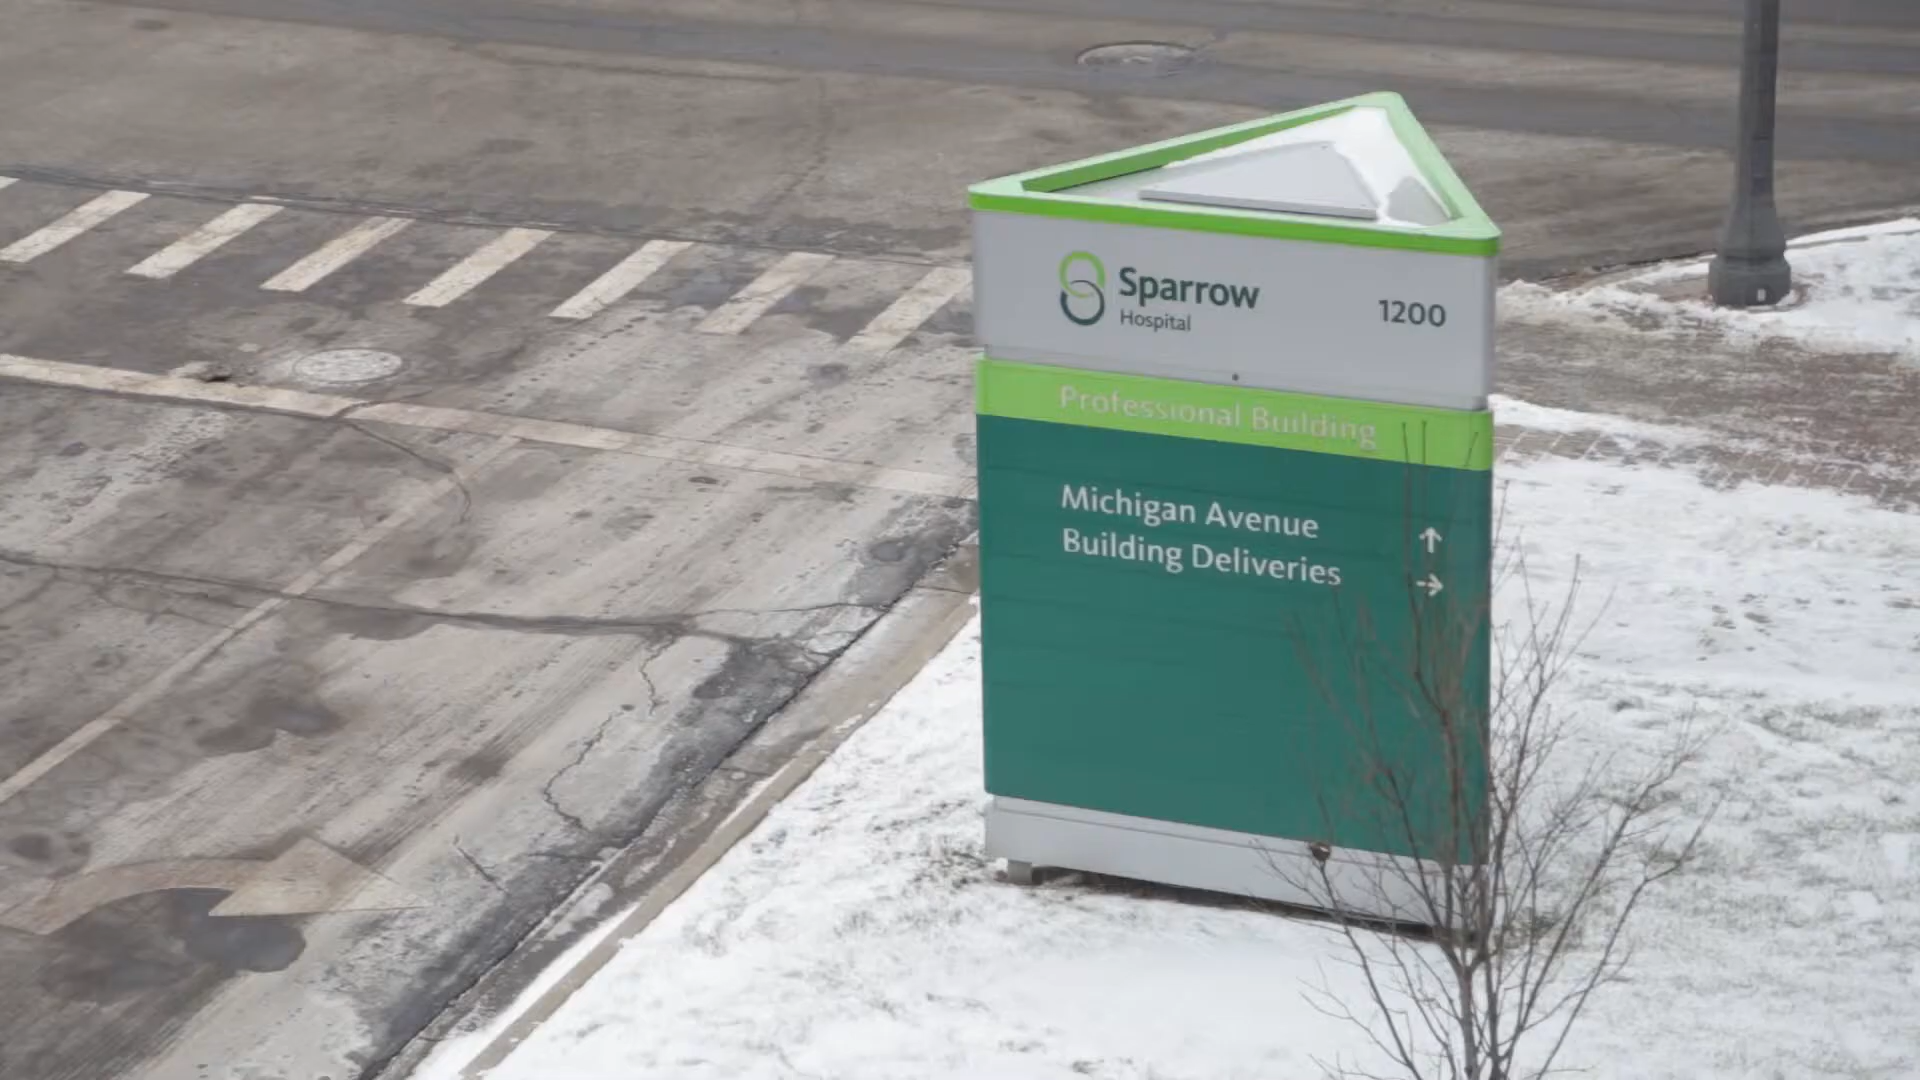 Sparrow
Hospital
1200
Professional Building
Michigan Avenue ↑
Building Deliveries →